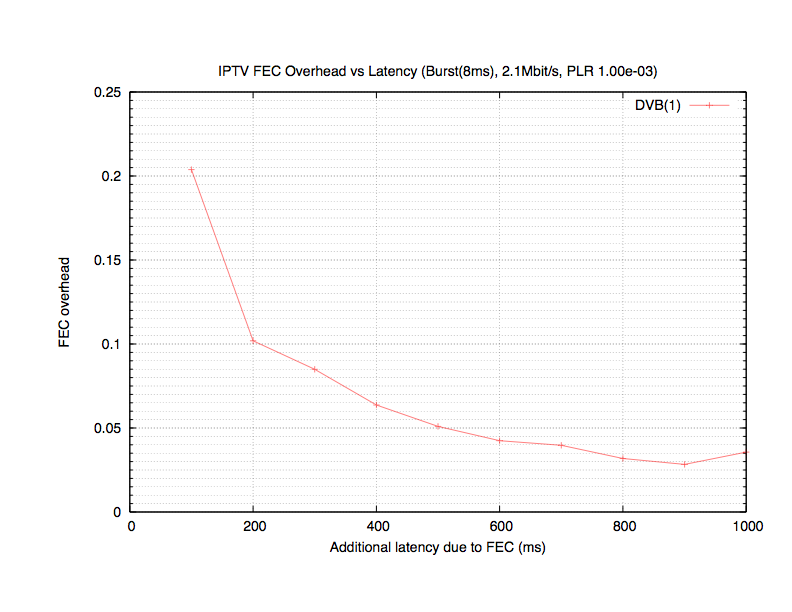 IPTV FEC Overhead vs Latency (Burst(8ms), 2.1Mbit/s, PLR 1.00e-03)
DVB(1)
0.25
0.2
0.15
0.1
0.05
0
FEC overhead
0 200 400 600 800 1000
Additional latency due to FEC (ms)